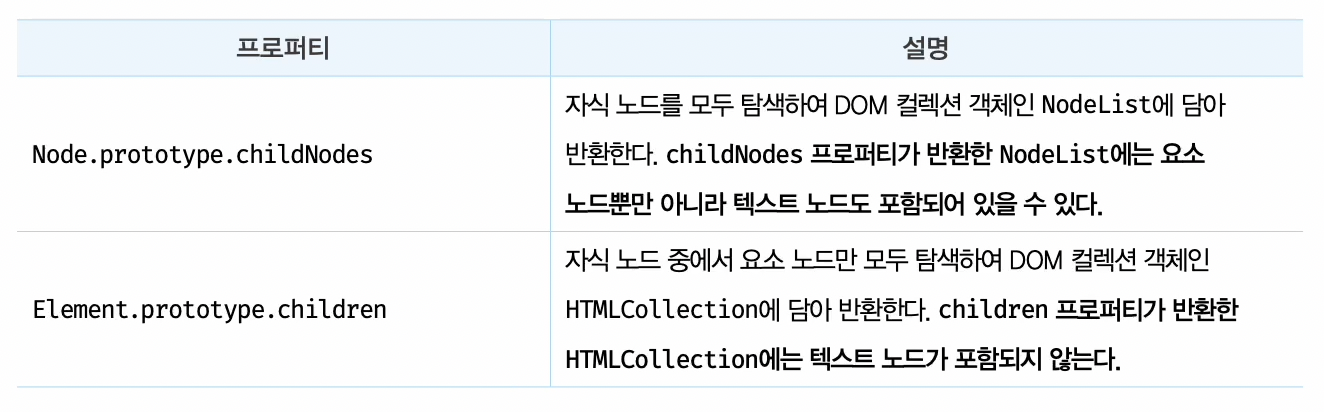 프로퍼티
설명
Node.prototype.childNodes
자식 노드를 모두 탐색하여 DOM 컬렉션 객체인 NodeList에 담아
반환한다. childNodes 프로퍼티가 반환한 NodeList에는 요소
노드뿐만 아니라 텍스트 노드도 포함되어 있을 수 있다.
Element.prototype.children
자식 노드 중에서 요소 노드만 모두 탐색하여 DOM 컬렉션 객체인
HTMLCollection에 담아 반환한다. children 프로퍼티가 반환한
HTMLCollection에는 텍스트 노드가 포함되지 않는다.